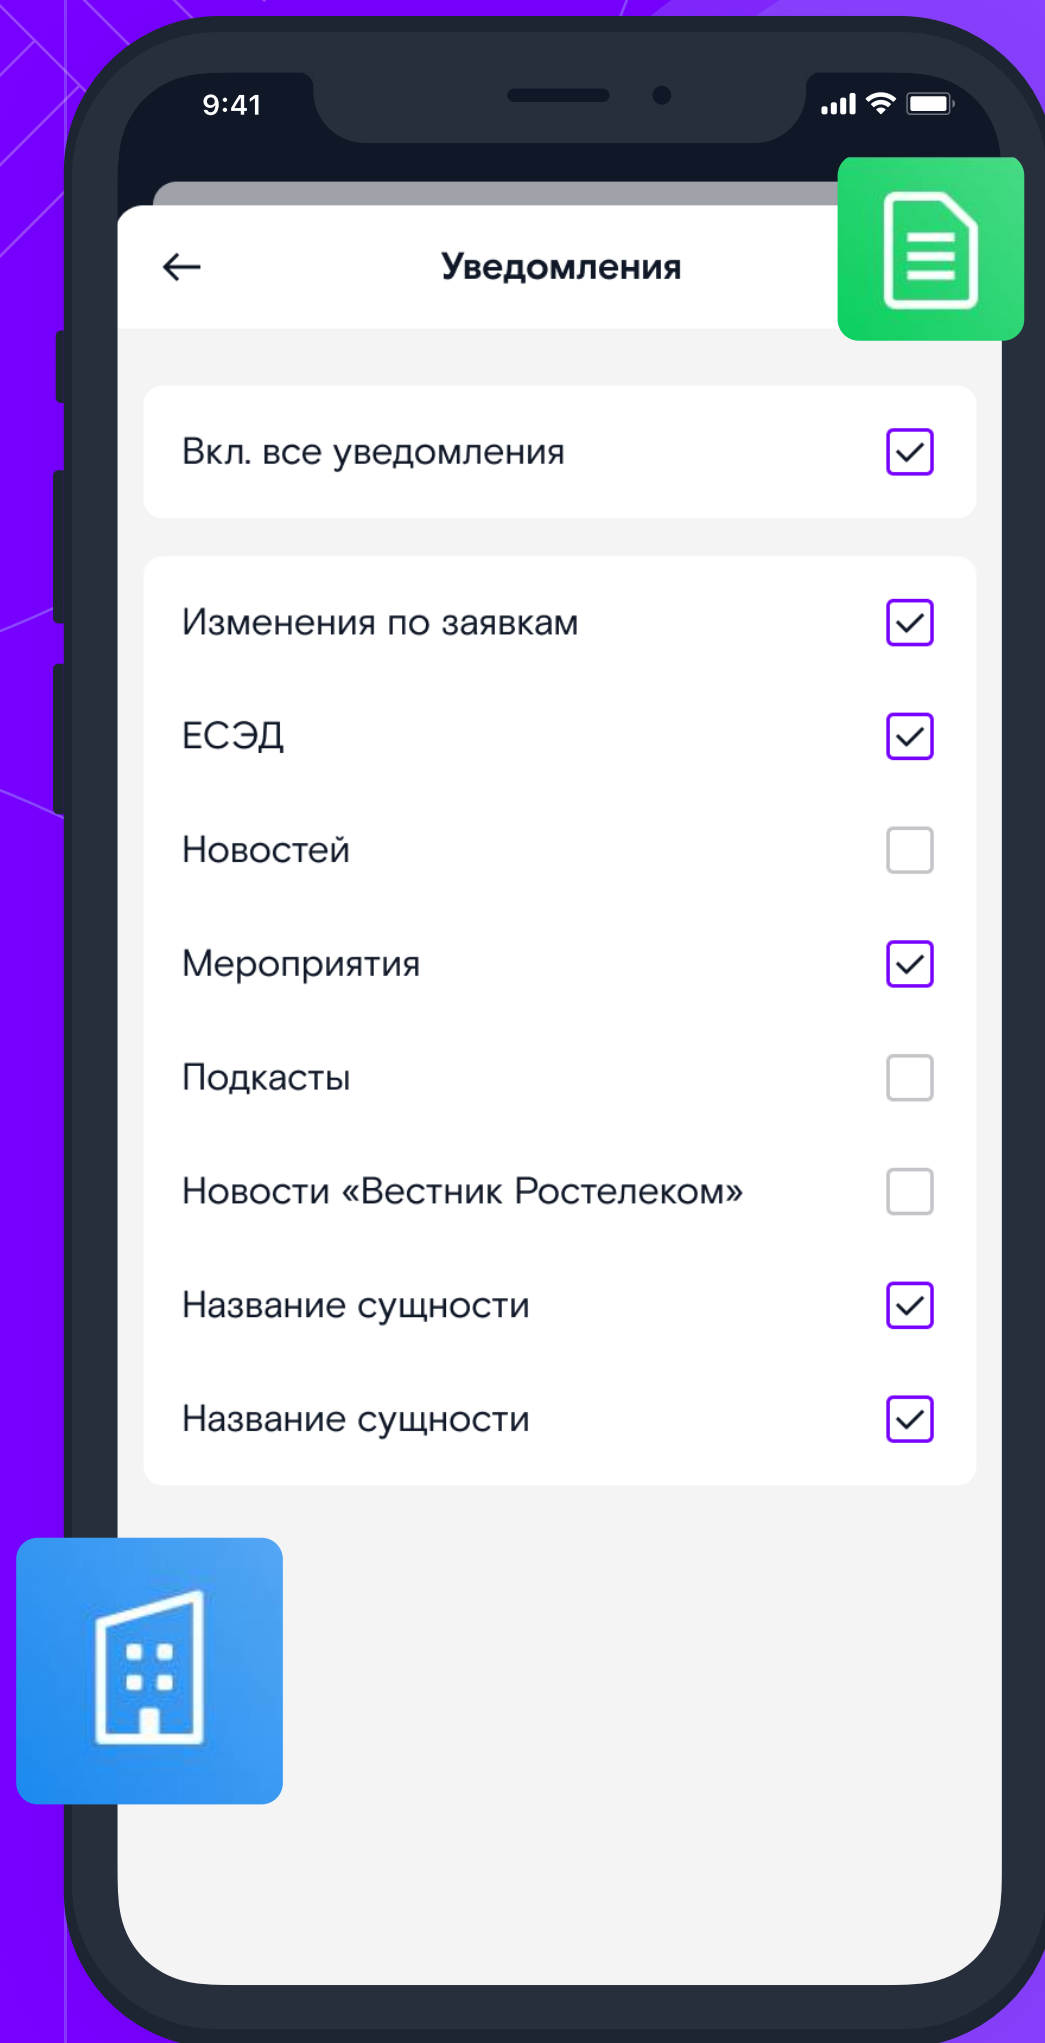 9:41
Уведомления
Вкл. все уведомления
Изменения по заявкам
ЕСЭД
Новостей
Мероприятия
Подкасты
Новости «Вестник Ростелеком»
Название сущности
Название сущности